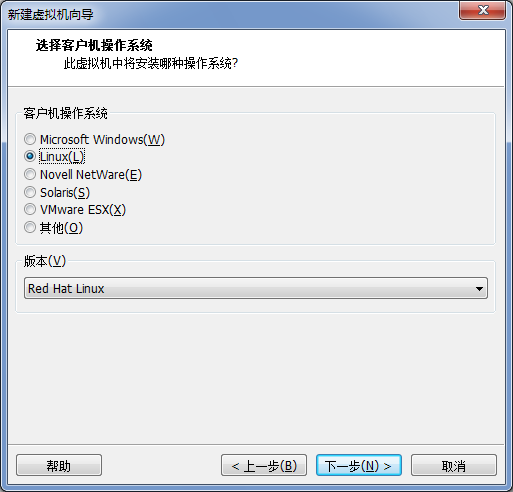 新建虚拟机向导
选择客户机操作系统
此虚拟机中将安装哪种操作系统?
客户机操作系统
Microsoft Windows(W)
Linux(L)
Novell NetWare(E)
Solaris(S)
VMware ESX(X)
其他(O)
版本(V)
Red Hat Linux
帮助
< 上一步(B)
下一步(N) >
取消